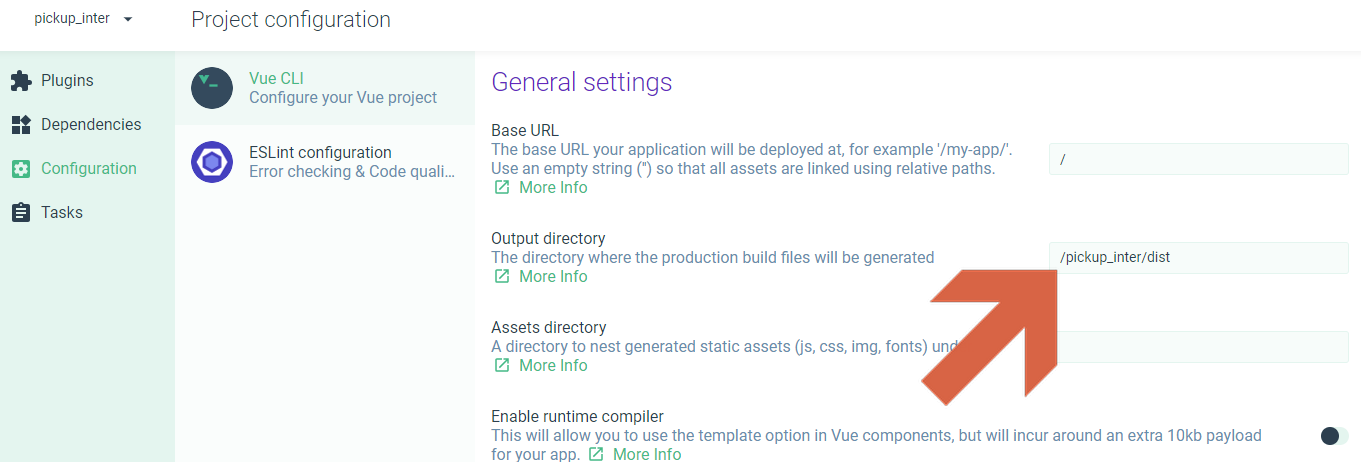 pickup_inter
Project configuration
Plugins
Dependencies
Configuration
Tasks
Vue CLI
Configure your Vue project
ESLint configuration
Error checking & Code quali...
General settings
Base URL
The base URL your application will be deployed at, for example '/my-app/'.
Use an empty string ('') so that all assets are linked using relative paths.
More Info
/
Output directory
The directory where the production build files will be generated
More Info
/pickup_inter/dist
Assets directory
A directory to nest generated static assets (js, css, img, fonts)
More Info
Enable runtime compiler
This will allow you to use the template option in Vue components, but will incur around an extra 10kb payload
for your app. More Info